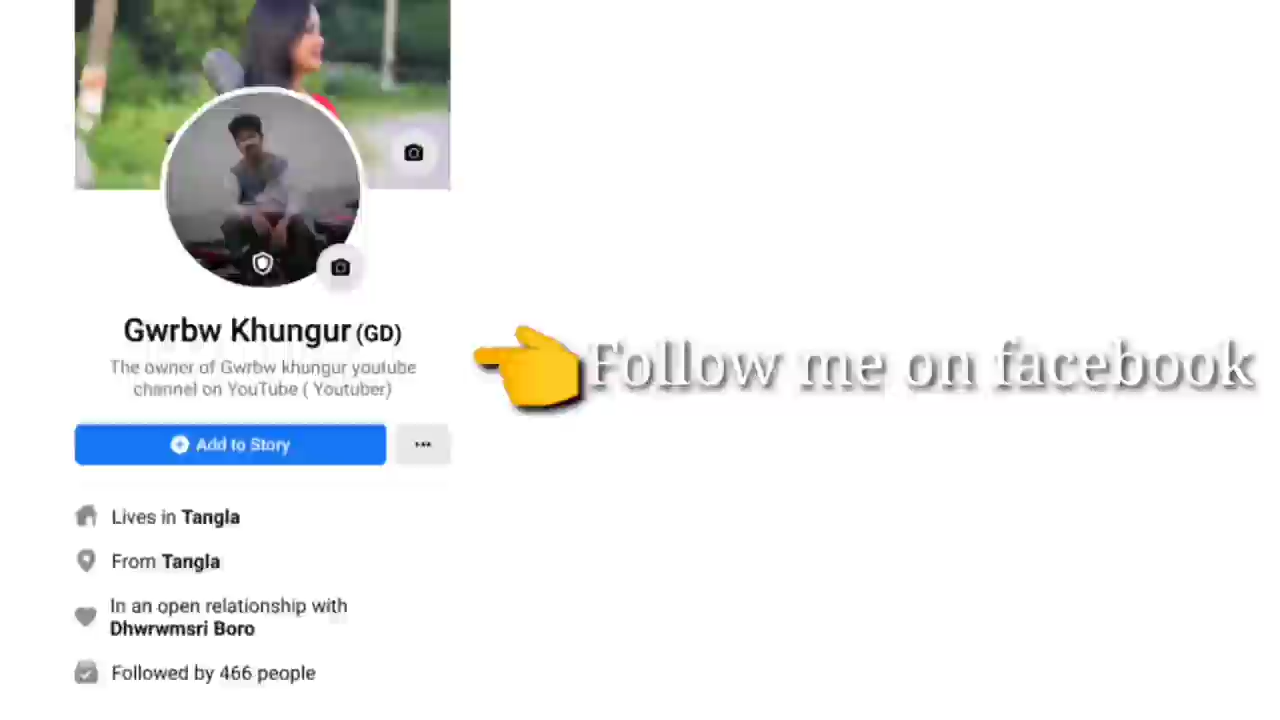 Gwrbw Khungur (GD)
The owner of Gwrbw khungur youtube
channel on YouTube ( Youtuber)
Follow me on facebook
Add to Story
Lives in Tangla
From Tangla
In an open relationship with
Dhwrwmsri Boro
Followed by 466 people